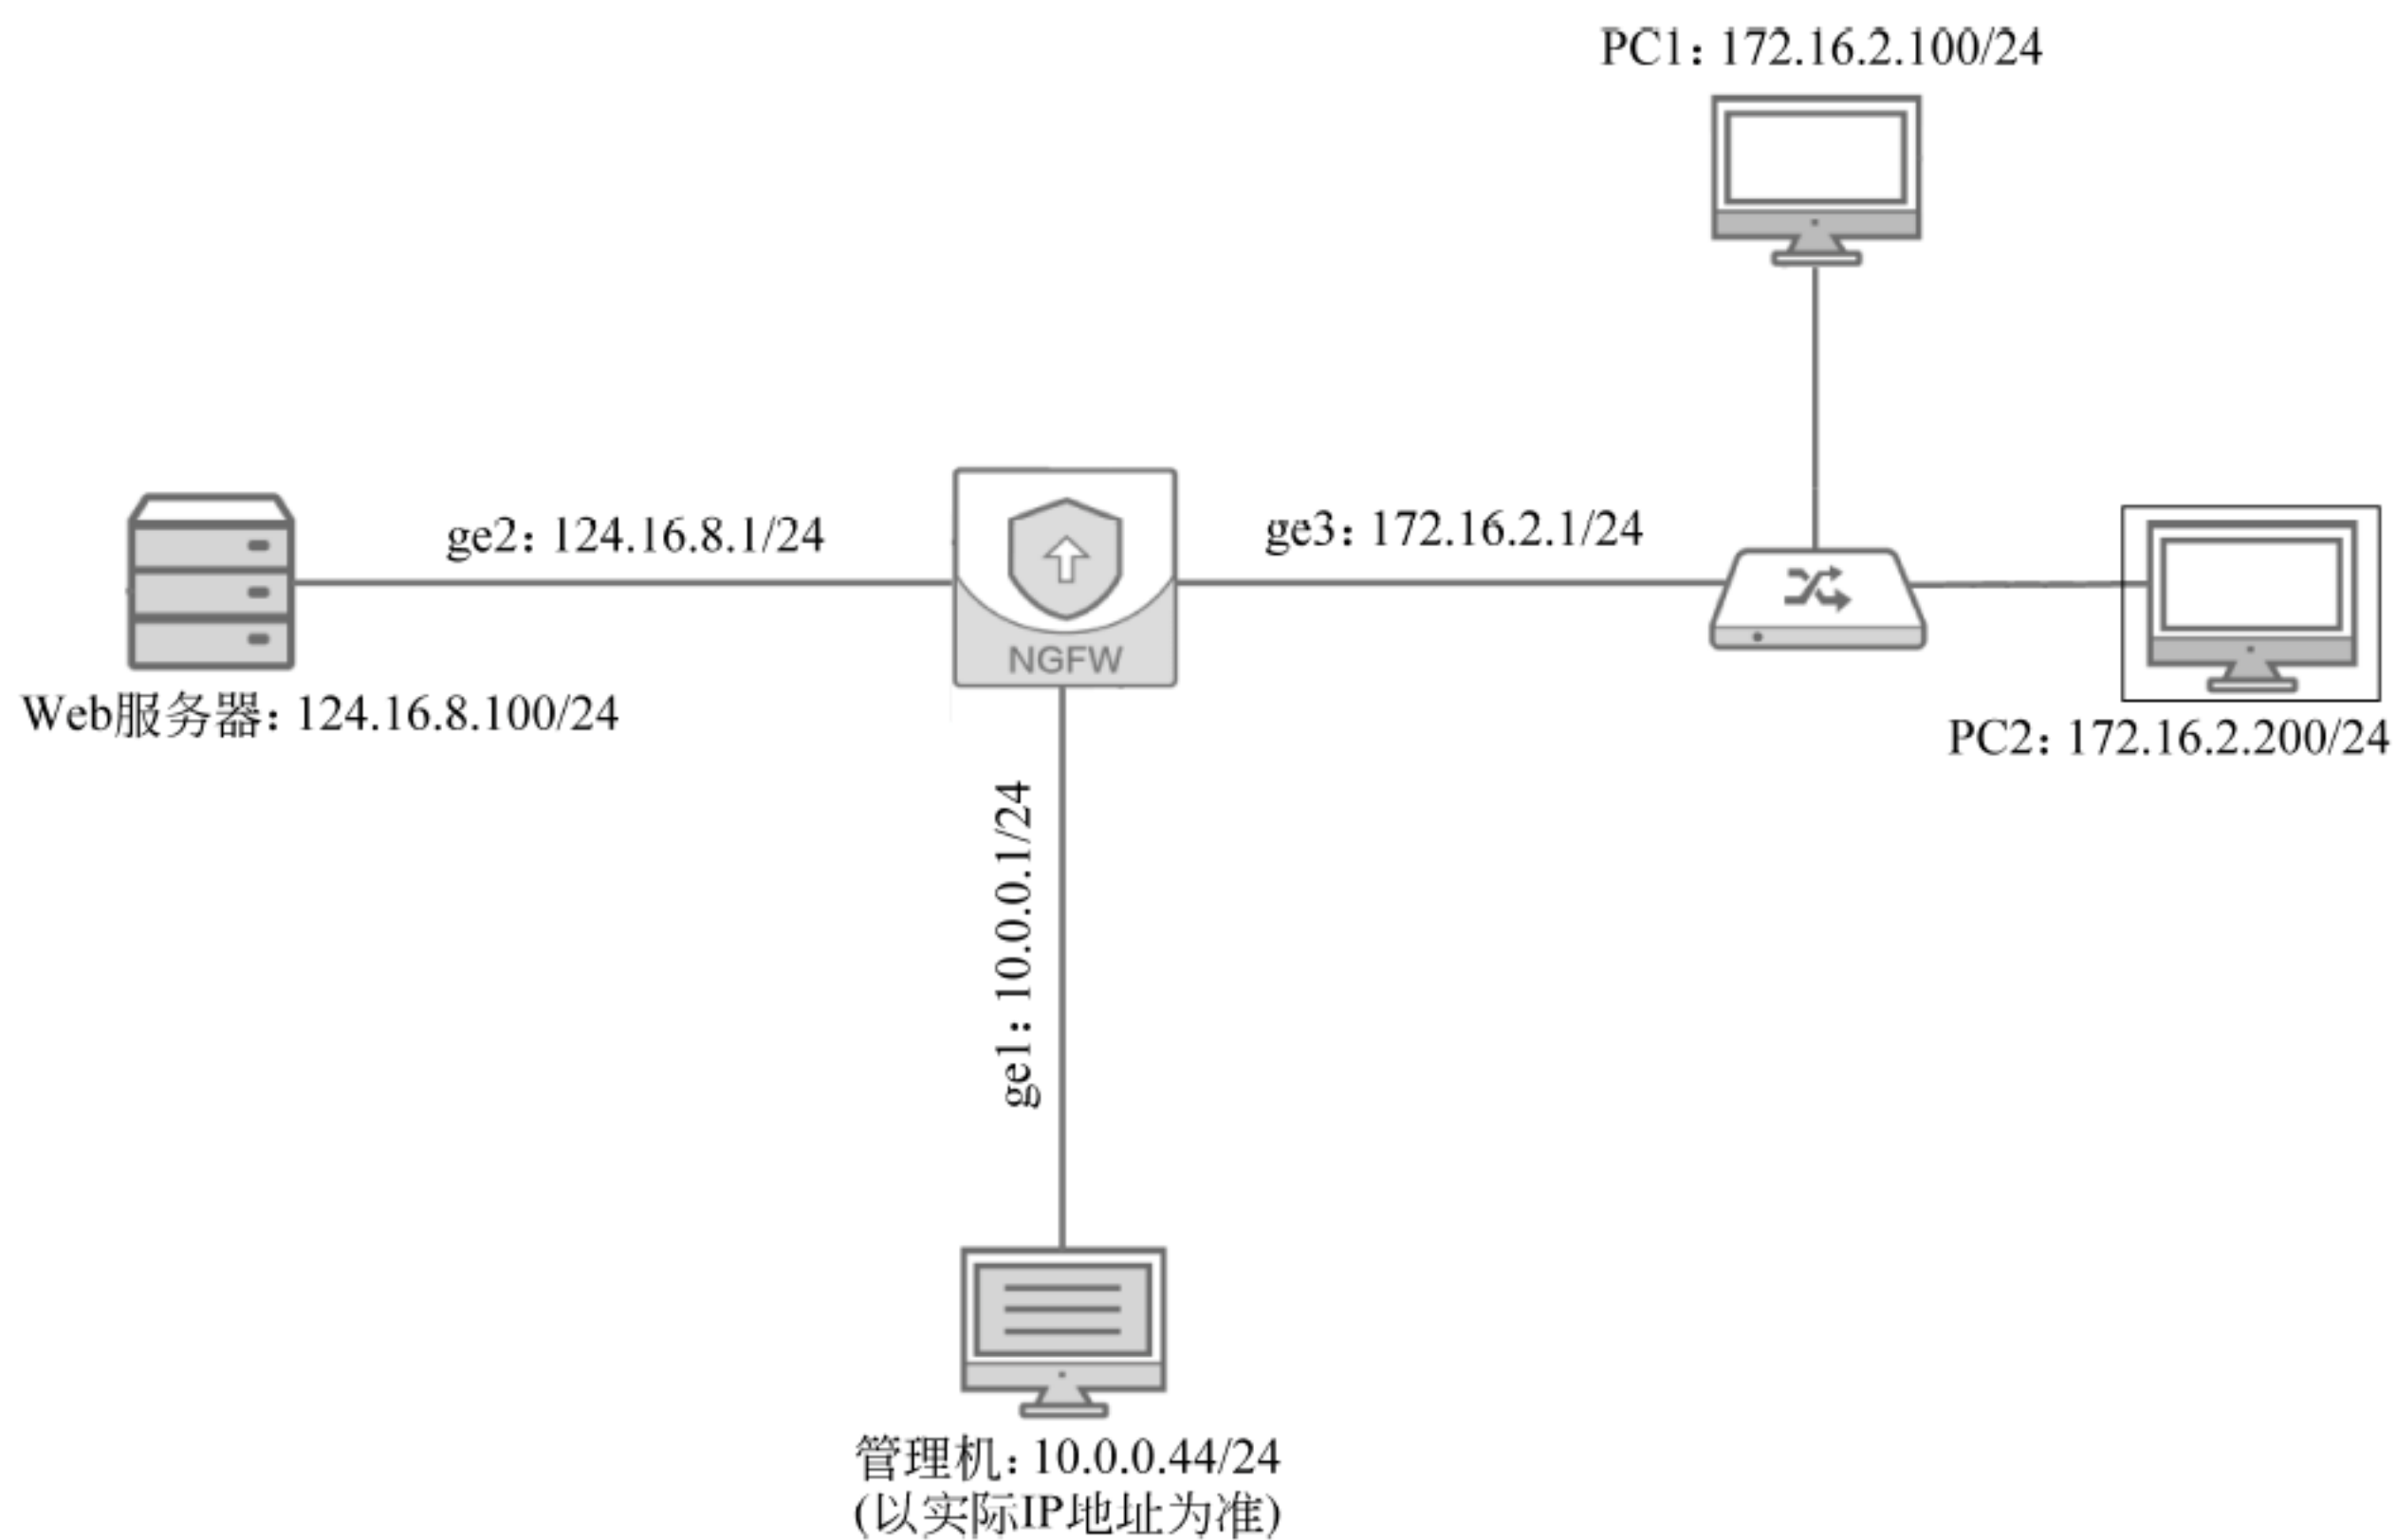 PC1：172.16.2.100/24
ge2：124.16.8.1/24
ge3：172.16.2.1/24
NGFW
Web服务器：124.16.8.100/24
PC2：172.16.2.200/24
ge1：10.0.0.1/24
管理机：10.0.0.44/24
(以实际IP地址为准)